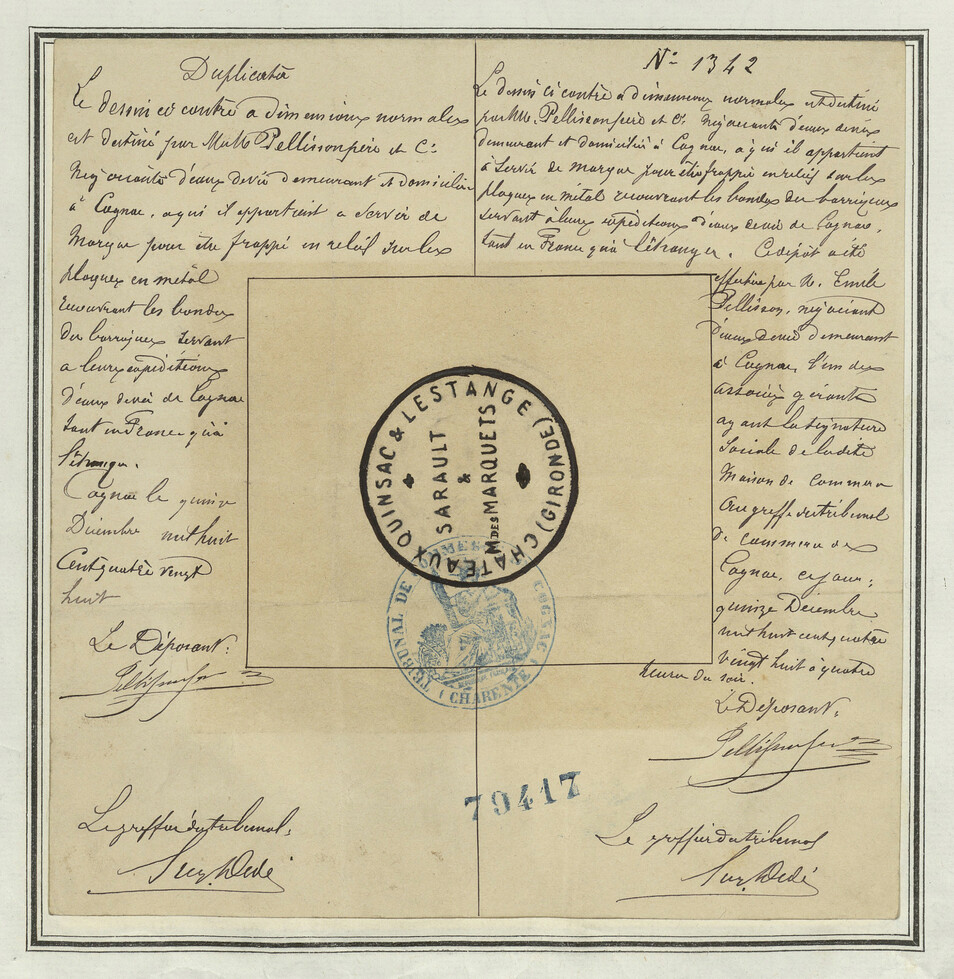 Duplicata
Le dessin ci contre a dimensions normales
est destiné par MM. Pellisson père et Cie
Négociants d'eaux de vie demeurant et domiciliés
à Cognac, à qui il appartient à servir de
Marque pour être frappé en relief sur les
plaques en métal
recouvrant les bondes
des barriques servant
à leurs expéditions
d'eaux de vie de Cognac
tant en France qu'à
l'étranger.
Cognac le quinze
Décembre mil huit
Cent quatre vingt
huit
Le Déposant:
Le greffier du tribunal:
No 1342
Le dessin ci contre a dimensions normales est destiné
par MM. Pellisson père et Cie Négociants d'eaux de vie
demeurant et domiciliés à Cognac, à qui il appartient
à servir de marque pour être frappé en relief sur les
plaques en métal recouvrant les bondes des barriques
servant à leurs expéditions d'eaux de vie de Cognac,
tant en France qu'à l'étranger. Ce dépôt a été
effectué par M. Emile
Pellisson, négociant
d'eaux de vie demeurant
à Cognac, l'un des
associés gérants
ayant la signature
sociale de ladite
Maison de commerce
au greffe du tribunal
de commerce de
Cognac, ce jour:
quinze Décembre
mil huit cent quatre
vingt huit à quatre
heures du soir.
Le Déposant:
Le greffier du tribunal
CHATEAUX QUINSAC & LESTANGE (GIRONDE)
SARAULT
&
MDES MARQUETS
TRIBUNAL DE COMMERCE DE COGNAC
(CHARENTE)
79417